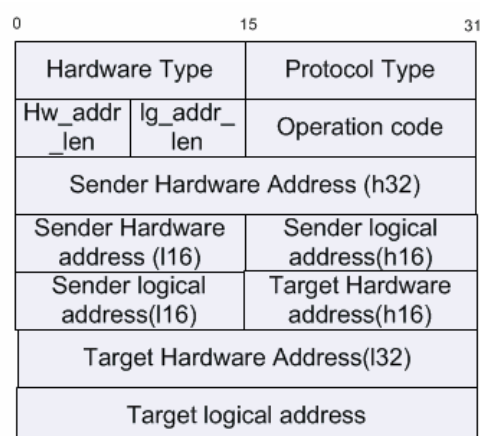 0 15 31
Hardware Type Protocol Type
Hw_addr lg_addr_
_len len Operation code
Sender Hardware Address (h32)
Sender Hardware Sender logical
address (l16) address(h16)
Sender logical Target Hardware
address(l16) address(h16)
Target Hardware Address(l32)
Target logical address